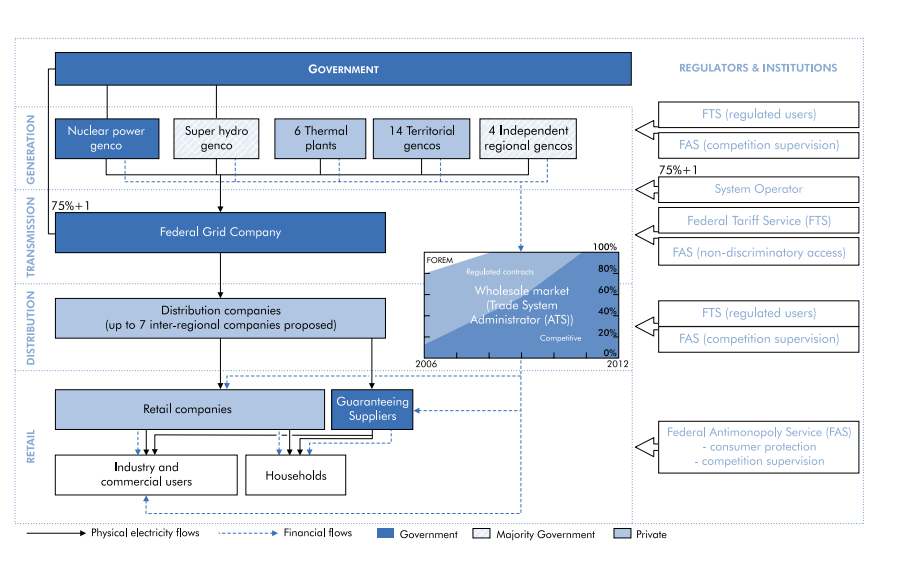 GOVERNMENT
REGULATORS & INSTITUTIONS
GENERATION
Nuclear power
genco
Super hydro
genco
6 Thermal
plants
14 Territorial
gencos
4 Independent
regional gencos
FTS (regulated users)
FAS (competition supervision)
75%+1
System Operator
TRANSMISSION
75%+1
Federal Grid Company
Federal Tariff Service (FTS)
FAS (non-discriminatory access)
FOREM
Regulated contracts
Wholesale market
(Trade System
Administrator (ATS))
Competitive
100%
80%
60%
40%
20%
0%
2006
2012
DISTRIBUTION
Distribution companies
(up to 7 inter-regional companies proposed)
FTS (regulated users)
FAS (competition supervision)
RETAIL
Retail companies
Guaranteeing
Suppliers
Industry and
commercial users
Households
Federal Antimonopoly Service (FAS)
- consumer protection
- competition supervision
Physical electricity flows
Financial flows
Government
Majority Government
Private